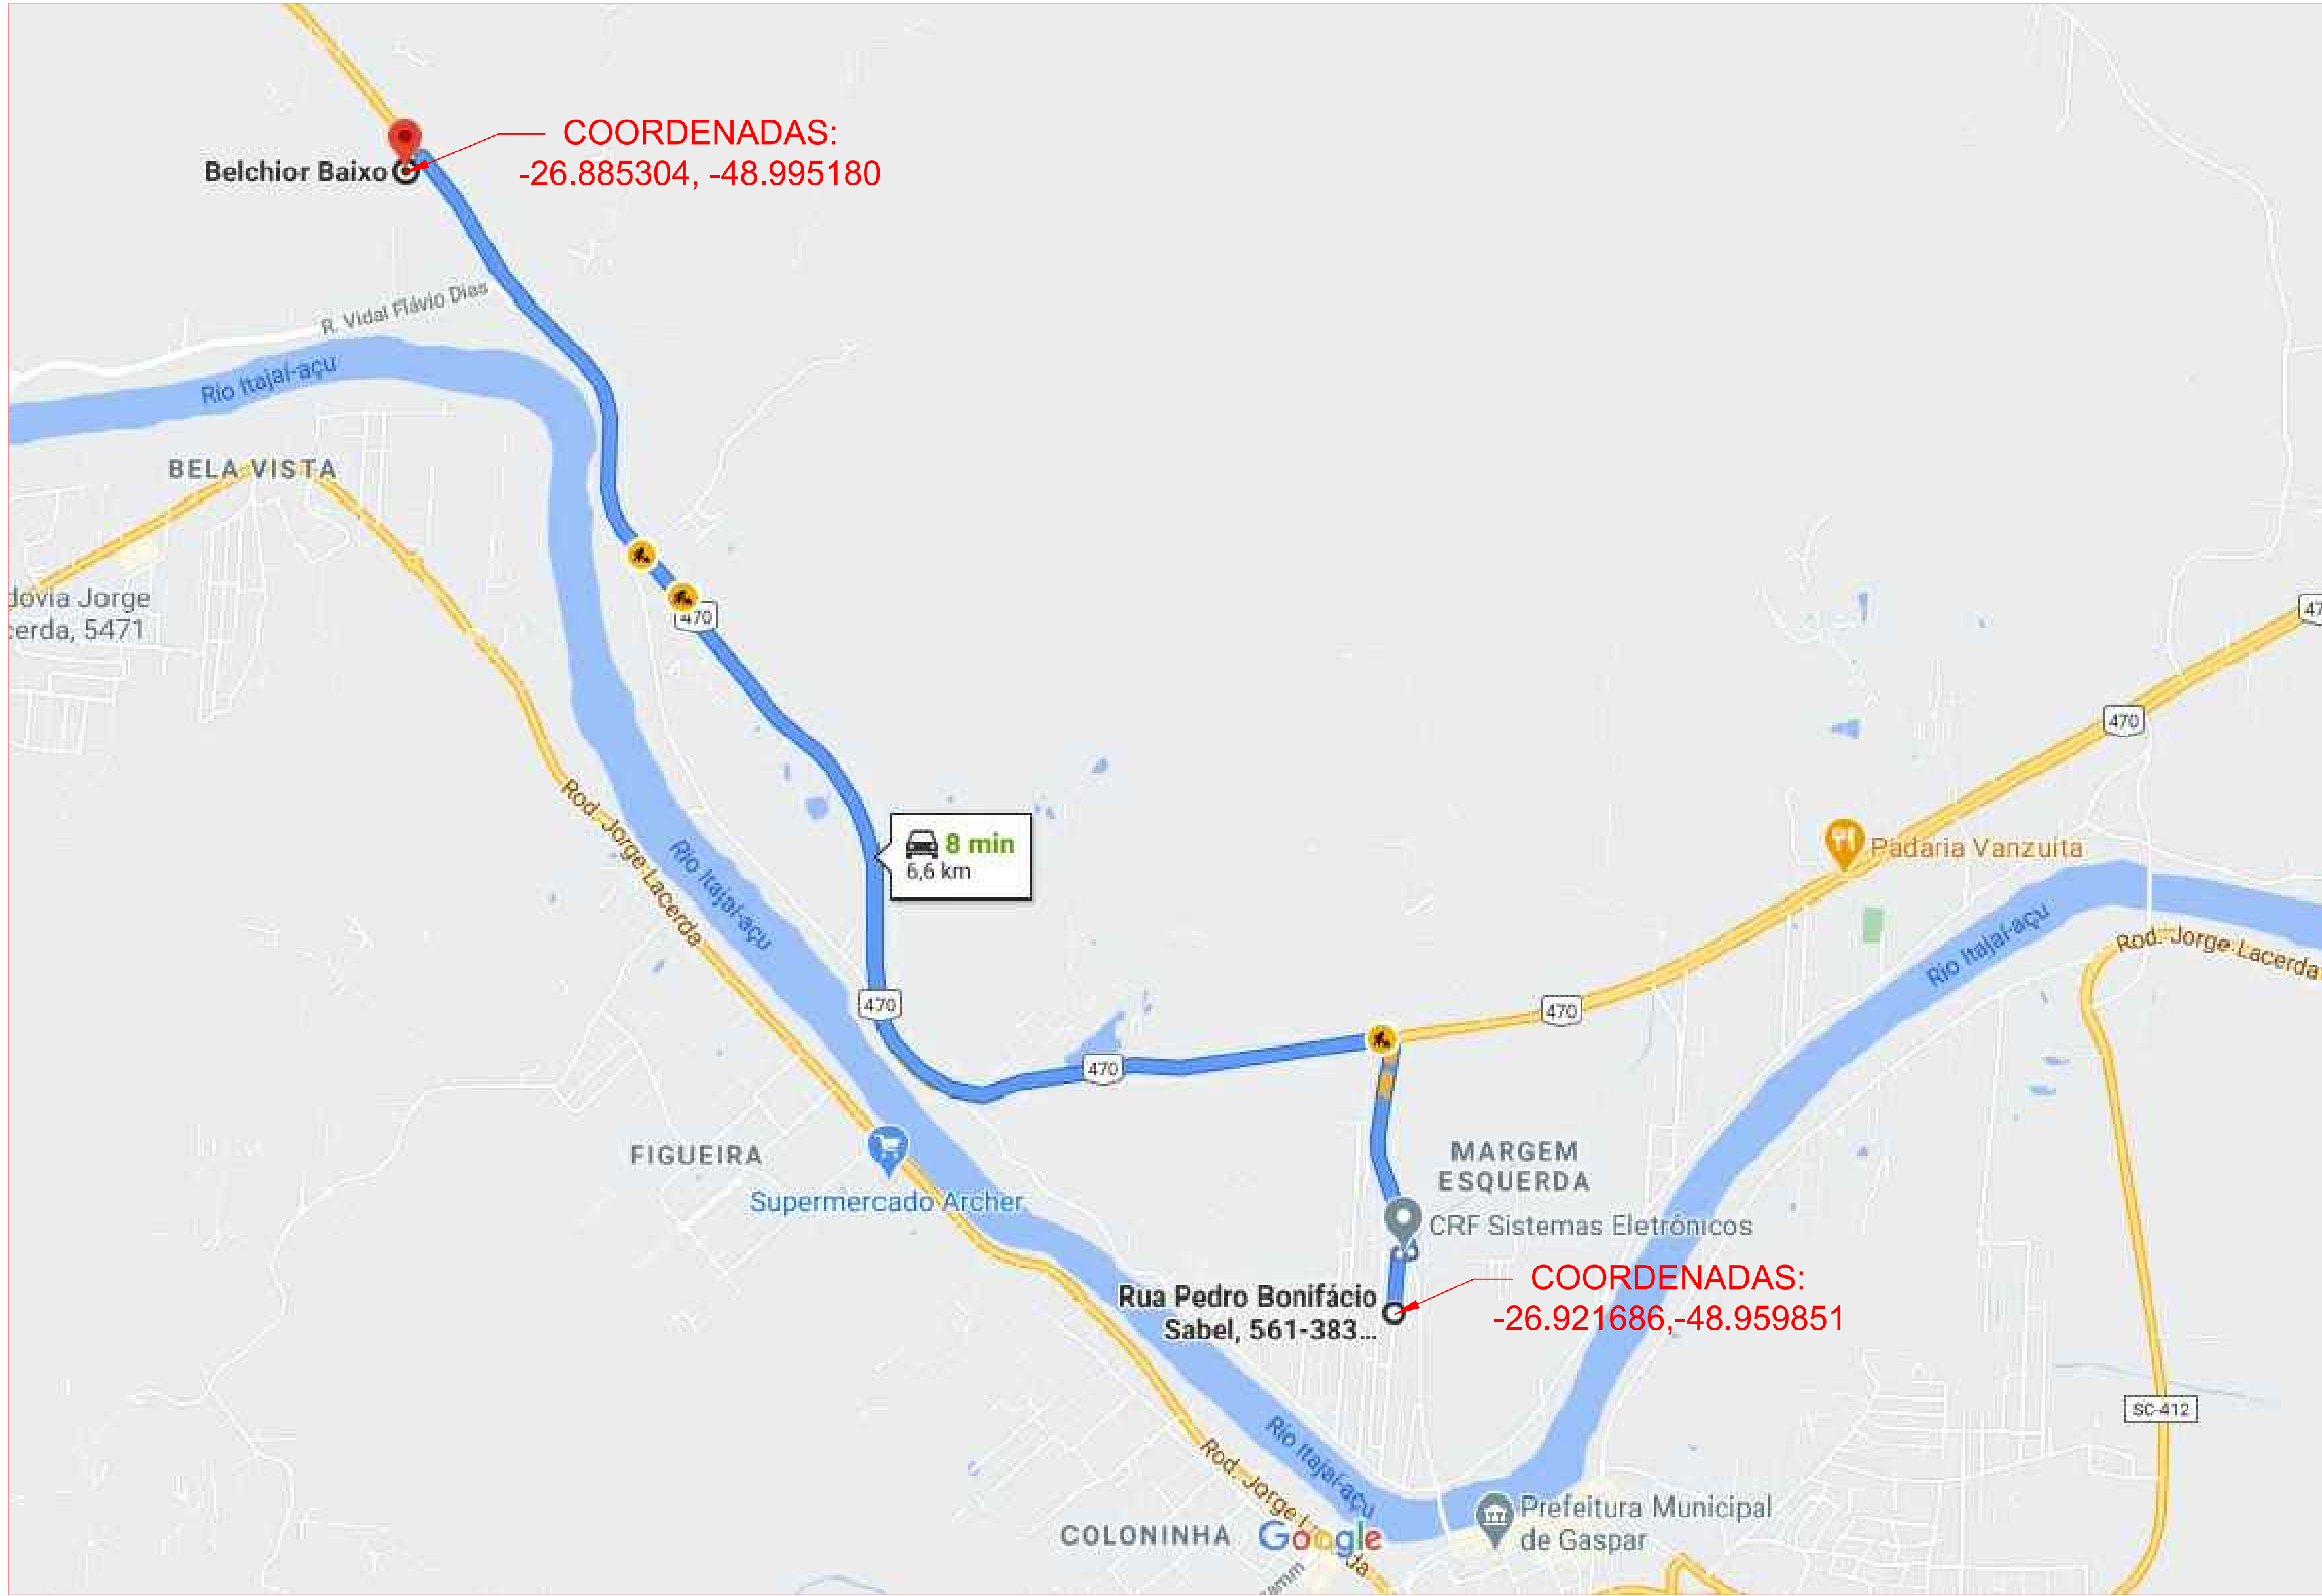 COORDENADAS:
-26.885304, -48.995180
Belchior Baixo
R. Vidal Flávio Dias
Rio Itajaí-açu
BELA VISTA
dovia Jorge
cerda, 5471
470
47
470
Rod. Jorge Lacerda
Rio Itajaí-açu
8 min
6,6 km
Padaria Vanzuita
Rio Itajaí-açu
Rod. Jorge Lacerda
470
470
470
FIGUEIRA
Supermercado Archer
MARGEM
ESQUERDA
CRF Sistemas Eletrônicos
COORDENADAS:
-26.921686,-48.959851
Rua Pedro Bonifácio
Sabel, 561-383...
SC-412
Rio Itajaí-açu
Rod. Jorge L
da
Prefeitura Municipal
de Gaspar
COLONINHA
Google
amm